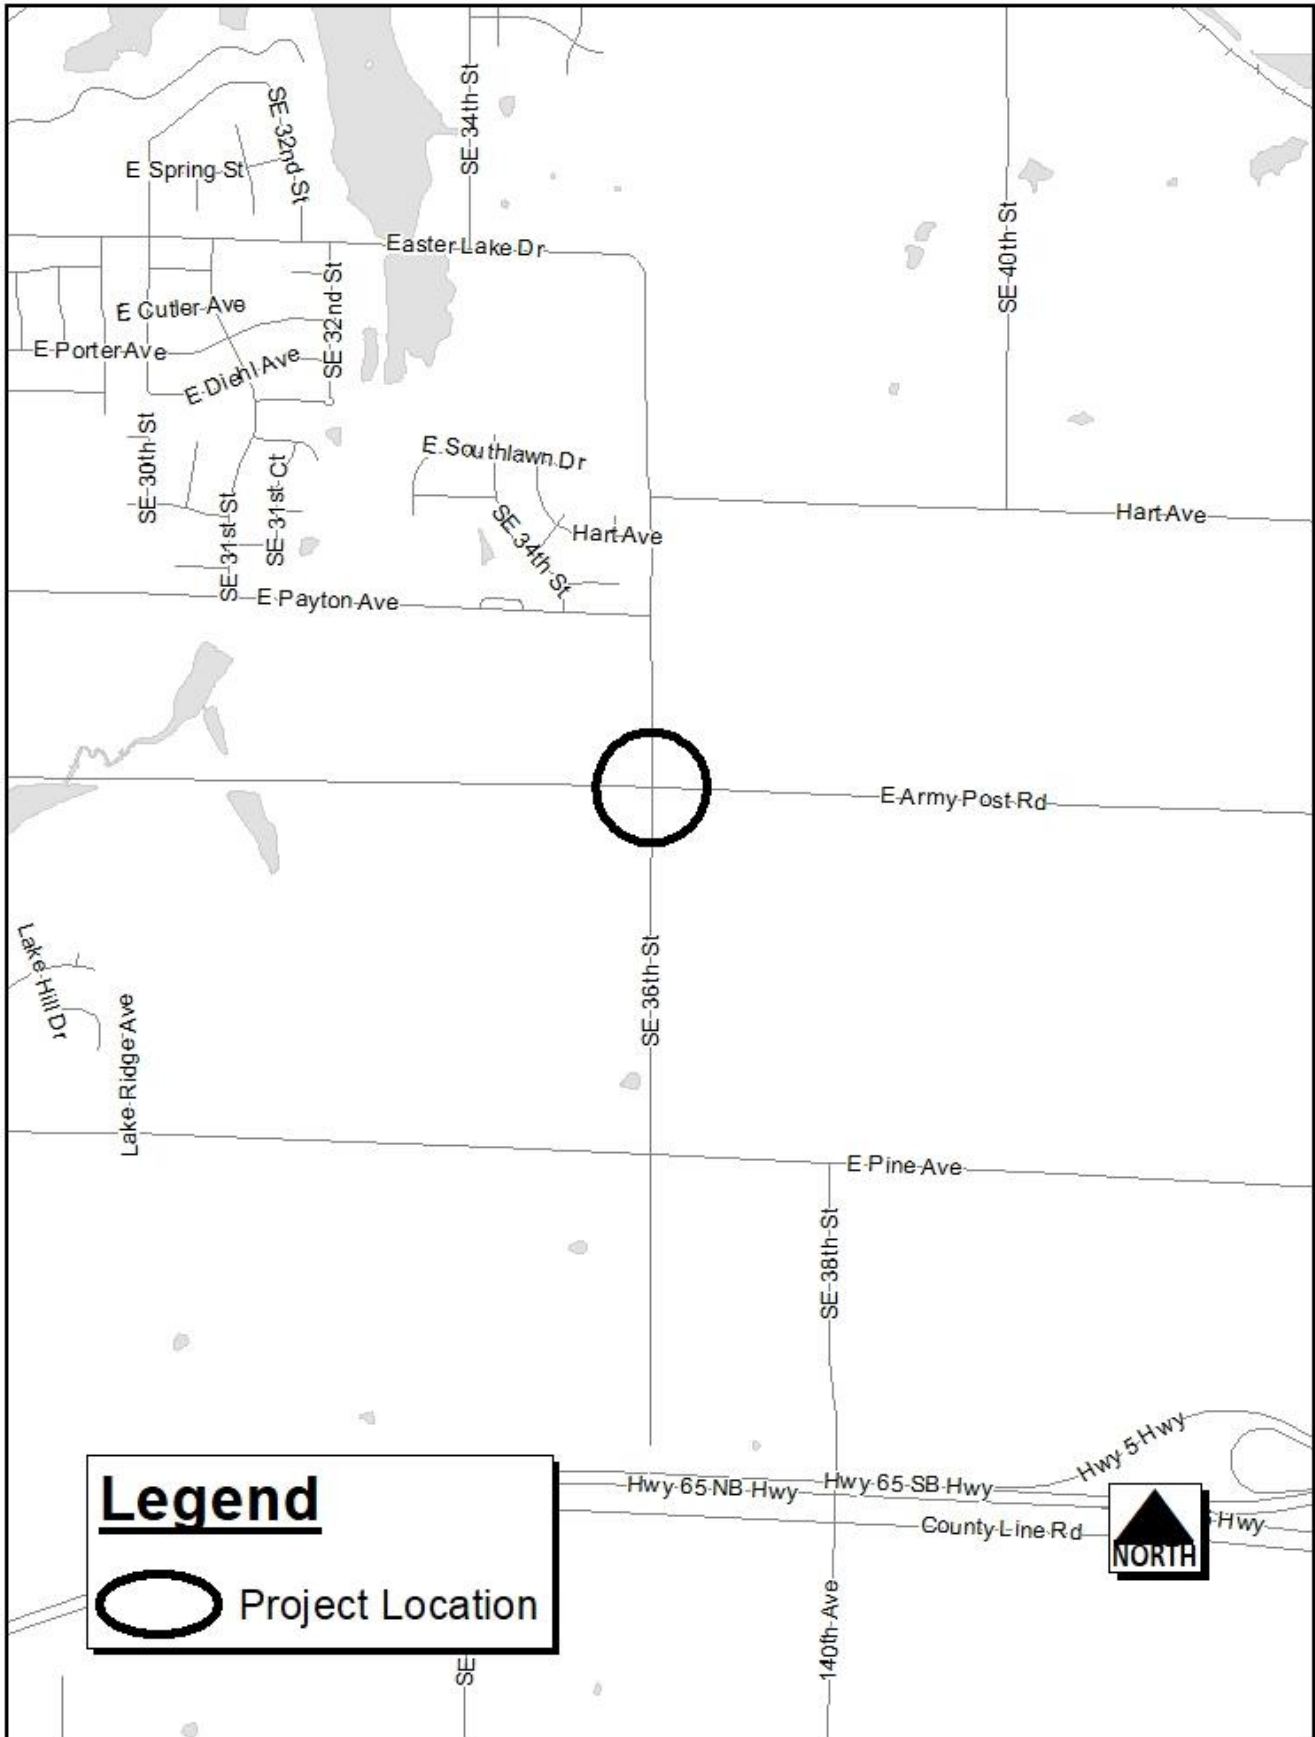 SE 32nd St
SE 34th St
E Spring St
SE 40th St
Easter Lake Dr
E Cutler Ave
SE 32nd St
E Porter Ave
E Diehl Ave
SE 30th St
E Southlawn Dr
SE 31st Ct
SE 31st St
SE 34th St
Hart Ave
Hart Ave
E Payton Ave
E Army Post Rd
Lake Hill Dr
SE 36th St
Lake Ridge Ave
E Pine Ave
SE 38th St
Hwy 5 Hwy
Hwy 65 NB Hwy
Hwy 65 SB Hwy
County Line Rd
Hwy
NORTH
Legend
Project Location
140th Ave
SE